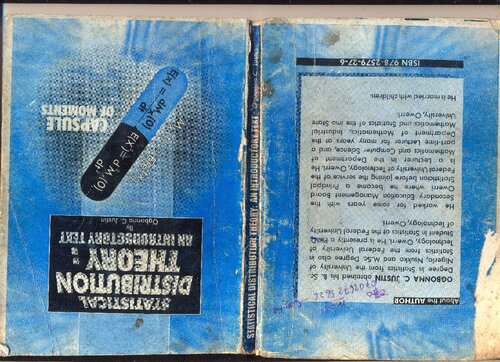 STATISTICAL
DISTRIBUTION
THEORY
AN INTRODUCTORY TEXT
By
Ogbonna C. Justin
CAPSULE
OF MOMENTS
STATISTICAL DISTRIBUTION THEORY: AN INTRODUCTORY TEXT
About the AUTHOR
OGBONNA, C. JUSTIN obtained his B. Sc
Degree in Statistics from the University of
Nigeria, Nsukka and M.Sc. Degree also in
Statistics from the Federal University of
Technology, Owerri. He is presently a PhD
Student in Statistics of the Federal University
of Technology, Owerri.
He worked for some years with the
Secondary Education Management Board
Owerri where he became a Principal
Statistician before joining the service of the
Federal University of Technology, Owerri. He
is a Lecturer in the Department of
Mathematics and Computer Science and a
part-time Lecturer for many years at the
Department of Mathematics, Industrial
Mathematics and Statistics of the Imo State
University, Owerri.
He is married with children.
ISBN 978-2579-27-6